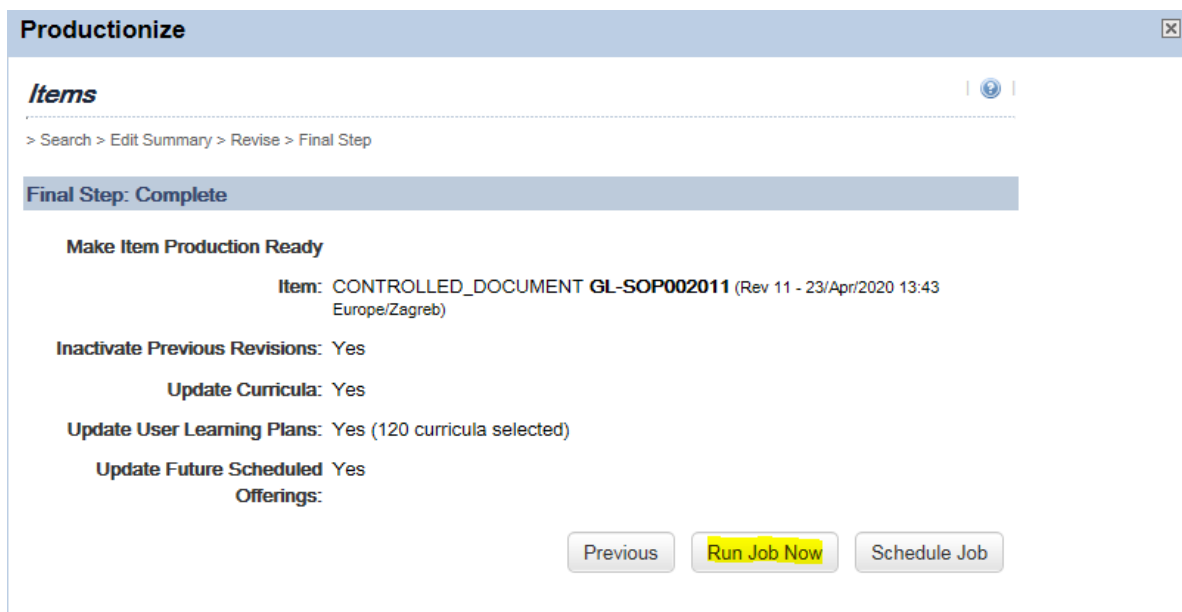 Productionize
Items
> Search > Edit Summary > Revise > Final Step
Final Step: Complete
Make Item Production Ready
Item: CONTROLLED_DOCUMENT GL-SOP002011 (Rev 11 - 23/Apr/2020 13:43
Europe/Zagreb)
Inactivate Previous Revisions: Yes
Update Curricula: Yes
Update User Learning Plans: Yes (120 curricula selected)
Update Future Scheduled Yes
Offerings:
Previous Run Job Now Schedule Job